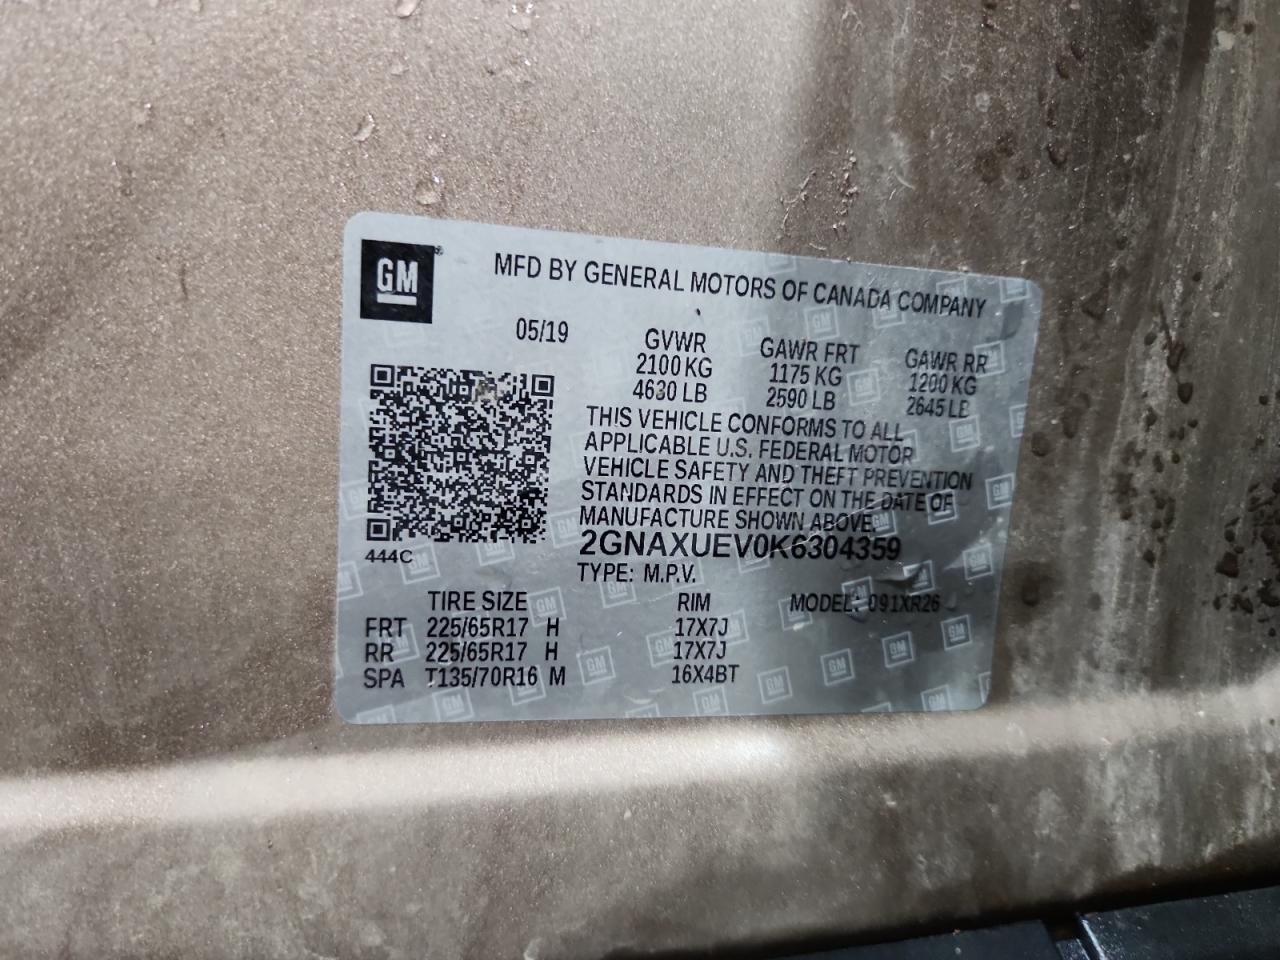 GM
MFD BY GENERAL MOTORS OF CANADA COMPANY
05/19
GVWR GAWR FRT GAWR RR
2100 KG 1175 KG 1200 KG
4630 LB 2590 LB 2645 LB
THIS VEHICLE CONFORMS TO ALL
APPLICABLE U.S. FEDERAL MOTOR
VEHICLE SAFETY AND THEFT PREVENTION
STANDARDS IN EFFECT ON THE DATE OF
MANUFACTURE SHOWN ABOVE.
2GNAXUEV0K6304359
444C
TYPE: M.P.V.
TIRE SIZE RIM MODEL: 091XR26
FRT 225/65R17 H 17X7J
RR 225/65R17 H 17X7J
SPA T135/70R16 M 16X4BT